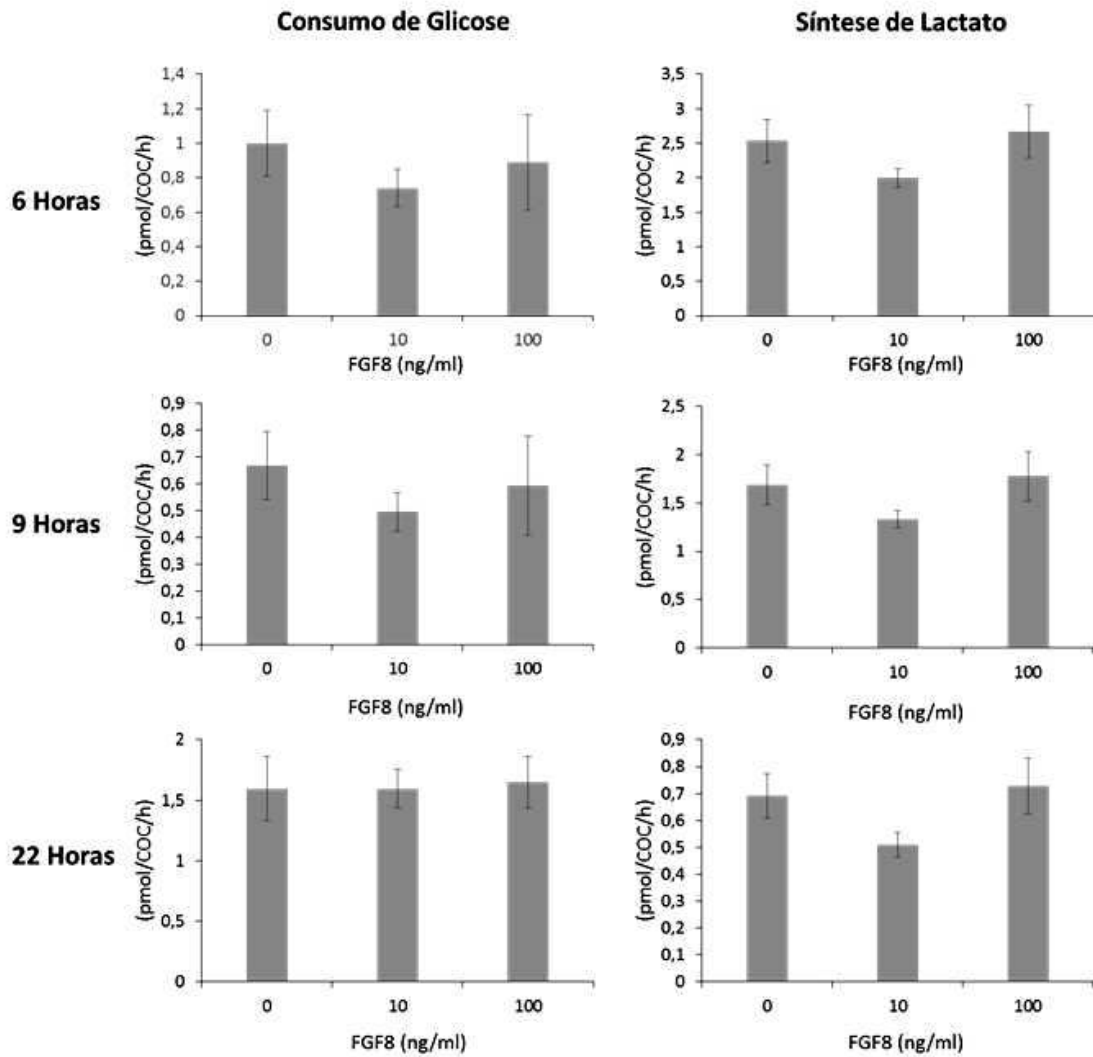 Consumo de Glicose
Síntese de Lactato
6 Horas
(pmol/COC/h)
1,4
1,2
1
0,8
0,6
0,4
0,2
0
0 10 100
FGF8 (ng/ml)
(pmol/COC/h)
3,5
3
2,5
2
1,5
1
0,5
0
0 10 100
FGF8 (ng/ml)
9 Horas
(pmol/COC/h)
0,9
0,8
0,7
0,6
0,5
0,4
0,3
0,2
0,1
0
0 10 100
FGF8 (ng/ml)
(pmol/COC/h)
2,5
2
1,5
1
0,5
0
0 10 100
FGF8 (ng/ml)
22 Horas
(pmol/COC/h)
2
1,5
1
0,5
0
0 10 100
FGF8 (ng/ml)
(pmol/COC/h)
0,9
0,8
0,7
0,6
0,5
0,4
0,3
0,2
0,1
0
0 10 100
FGF8 (ng/ml)